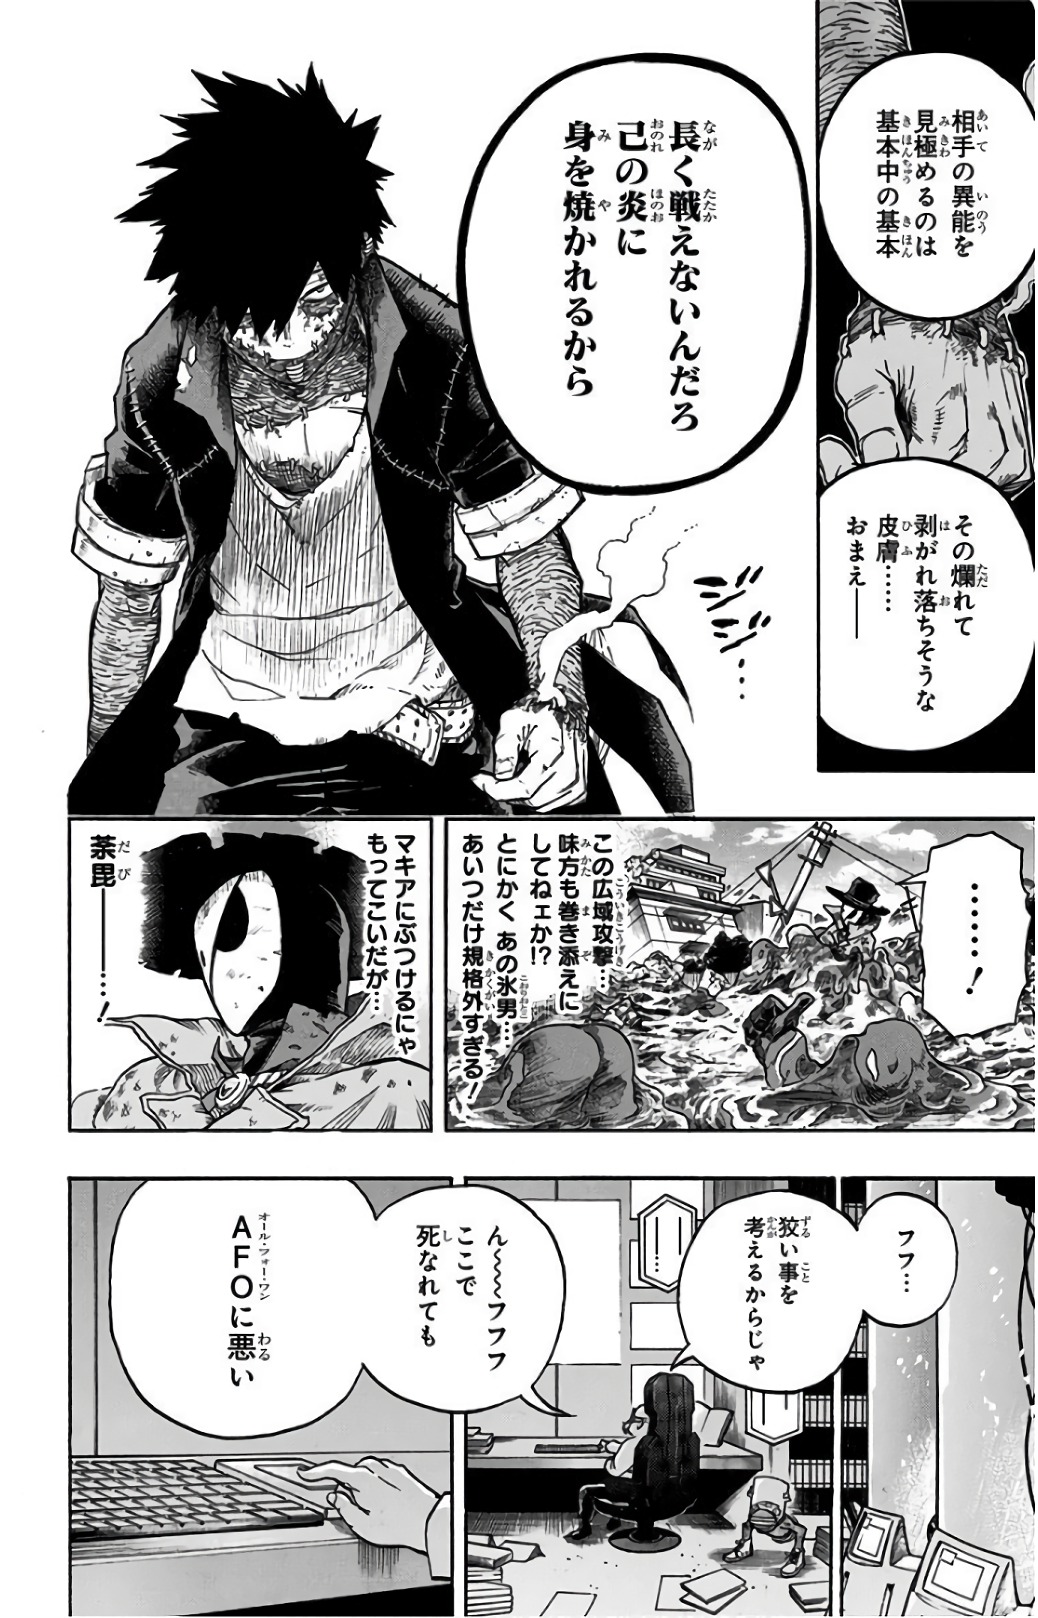 相手の異能を
見極めるのは
基本中の基本
その爛れて
剥がれ落ちそうな
皮膚……
おまえ――
長く戦えないんだろ
己の炎に
身を焼かれるから
……！
この広域攻撃…
味方も巻き添えに
してねェか!?
とにかくあの氷男…
あいつだけ規格外すぎる！
マキアにぶつけるにゃ
もってこいだが…
荼毘――…！
フフ…
狡い事を
考えるからじゃ
ん〜〜〜フフフ
ここで
死なれても
AFOに悪い